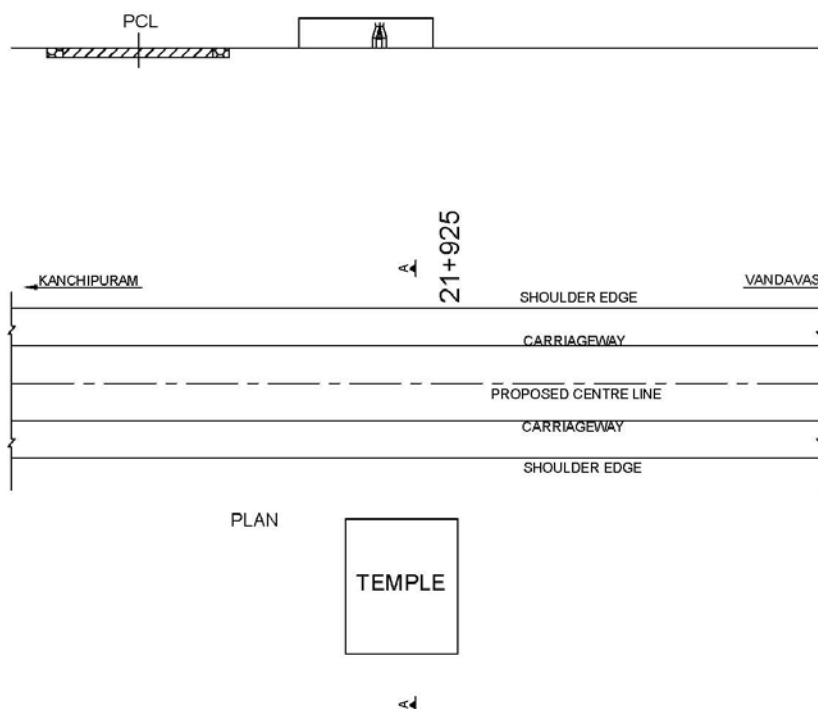 PCL
A
21+925
KANCHIPURAM
VANDAVAS
SHOULDER EDGE
CARRIAGEWAY
PROPOSED CENTRE LINE
CARRIAGEWAY
SHOULDER EDGE
PLAN
TEMPLE
A